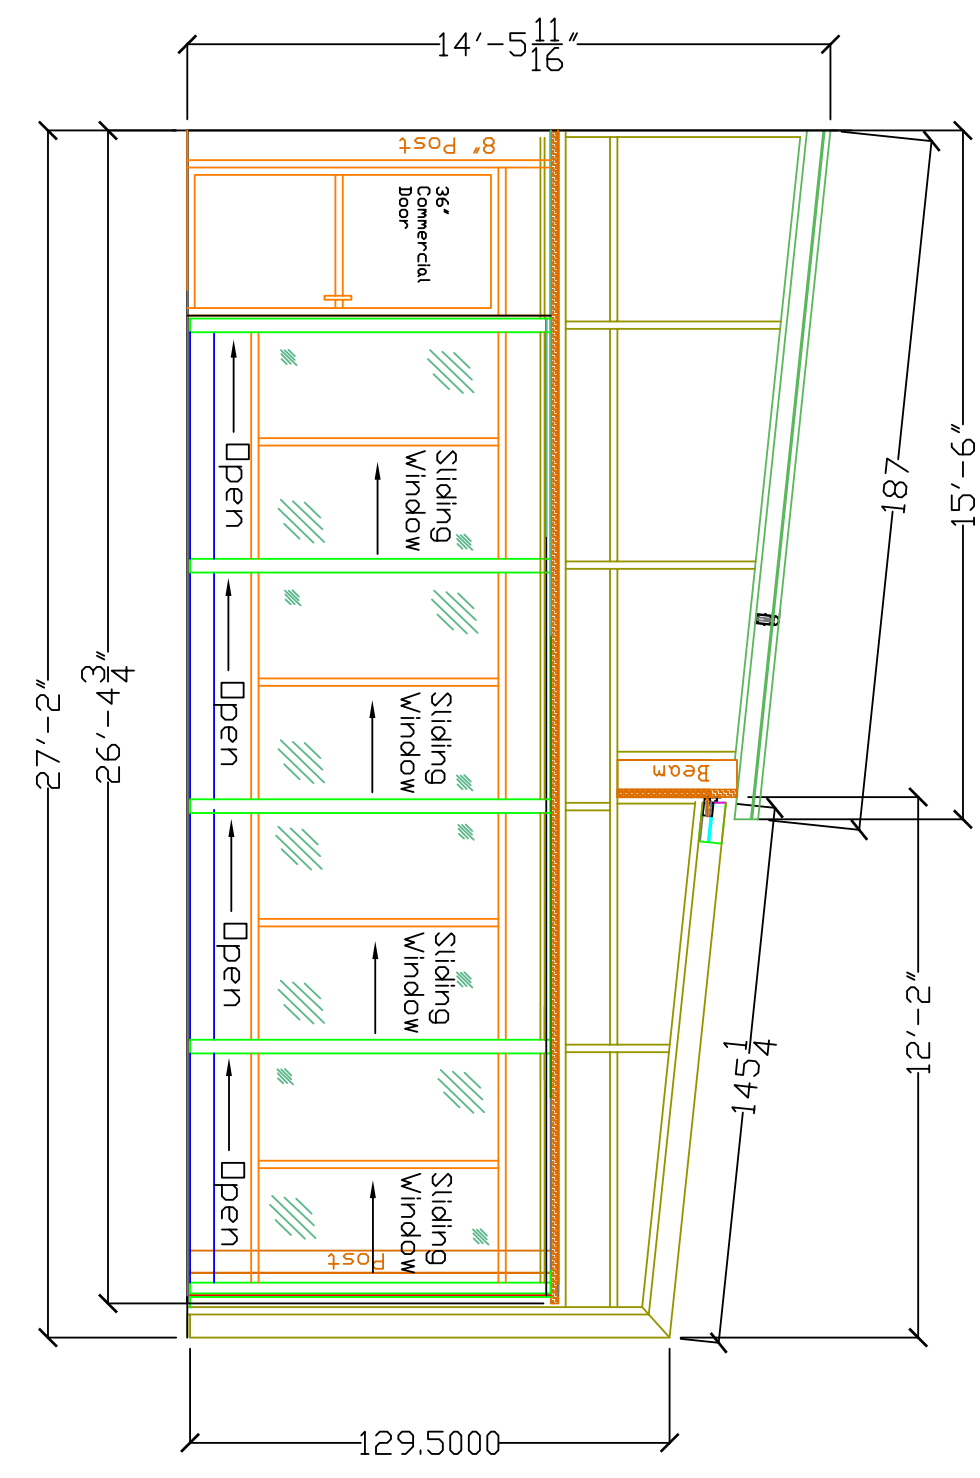 14'-5 11/16"
8" Post
36"
Commercial
Door
Open
Sliding
Window
Open
Sliding
Window
Open
Sliding
Window
Open
Sliding
Window
Post
Beam
187
15'-6"
27'-2"
26'-4 3/4"
12'-2"
145 1/4
129.5000